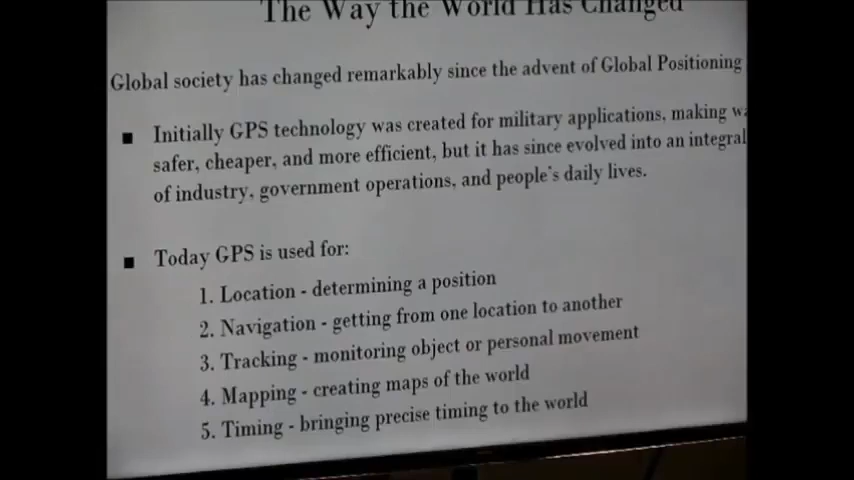 The Way the World Has Changed
Global society has changed remarkably since the advent of Global Positioning
■ Initially GPS technology was created for military applications, making
safer, cheaper, and more efficient, but it has since evolved into an integral
of industry, government operations, and people's daily lives.
■ Today GPS is used for:
1. Location - determining a position
2. Navigation - getting from one location to another
3. Tracking - monitoring object or personal movement
4. Mapping - creating maps of the world
5. Timing - bringing precise timing to the world